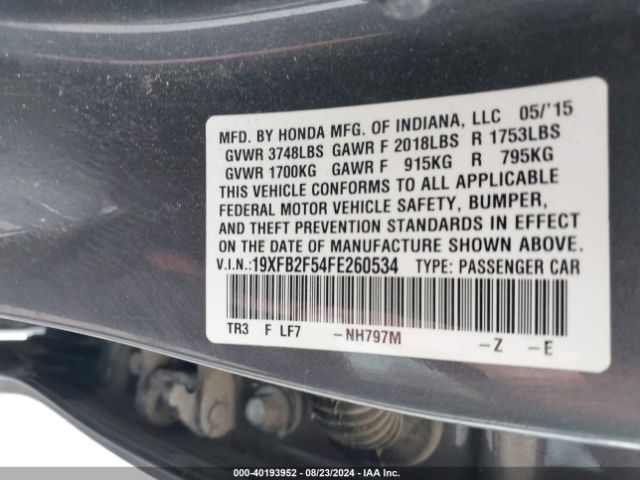 MFD. BY HONDA MFG. OF INDIANA, LLC 05/'15
GVWR 3748LBS GAWR F 2018LBS R 1753LBS
GVWR 1700KG GAWR F 915KG R 795KG
THIS VEHICLE CONFORMS TO ALL APPLICABLE
FEDERAL MOTOR VEHICLE SAFETY, BUMPER,
AND THEFT PREVENTION STANDARDS IN EFFECT
ON THE DATE OF MANUFACTURE SHOWN ABOVE.
V.I.N.:19XFB2F54FE260534 TYPE: PASSENGER CAR
TR3 F LF7 -NH797M -Z -E
000-40193952 - 08/23/2024 - IAA Inc.